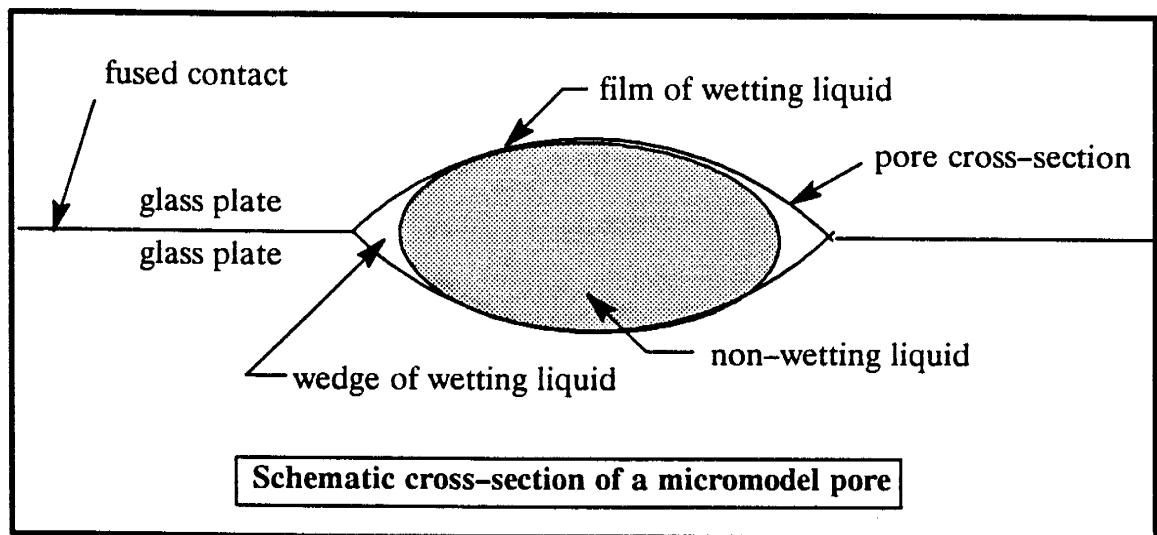 fused contact
film of wetting liquid
pore cross–section
glass plate
glass plate
non–wetting liquid
wedge of wetting liquid
Schematic cross–section of a micromodel pore